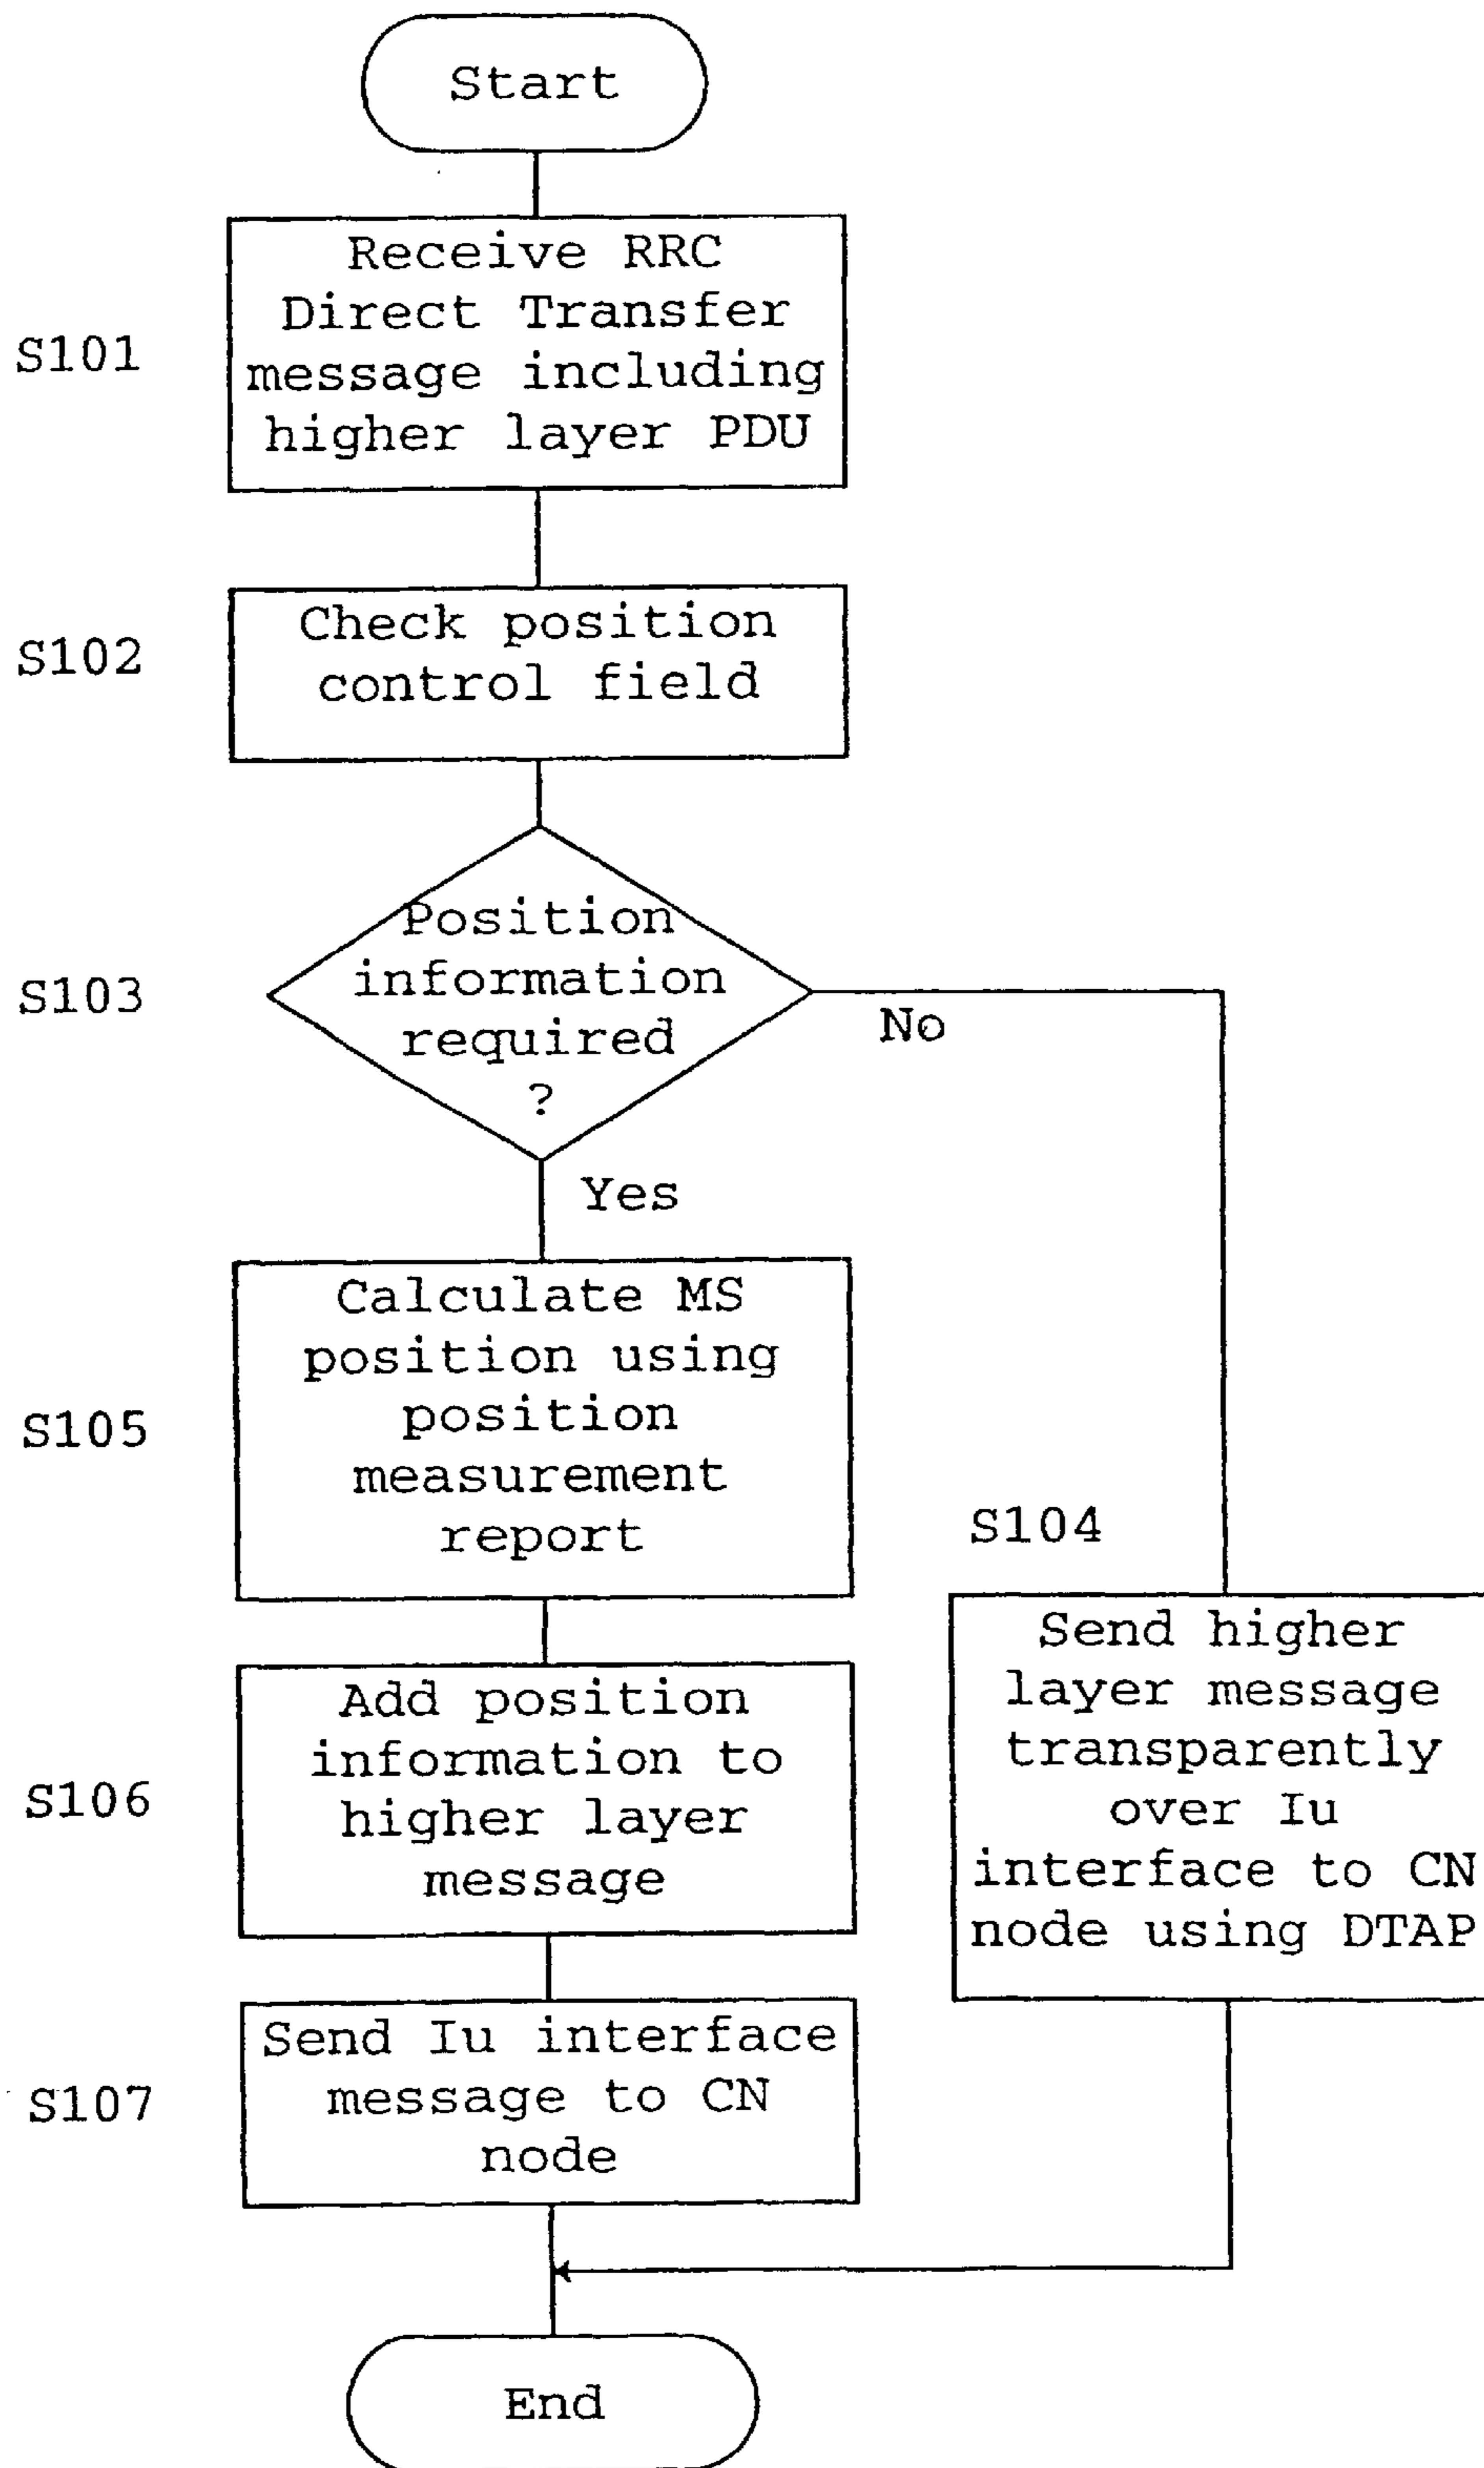 Start
S101
Receive RRC
Direct Transfer
message including
higher layer PDU
S102
Check position
control field
S103
Position
information
required
?
No
Yes
S105
Calculate MS
position using
position
measurement
report
S104
Send higher
layer message
transparently
over Iu
interface to CN
node using DTAP
S106
Add position
information to
higher layer
message
S107
Send Iu interface
message to CN
node
End